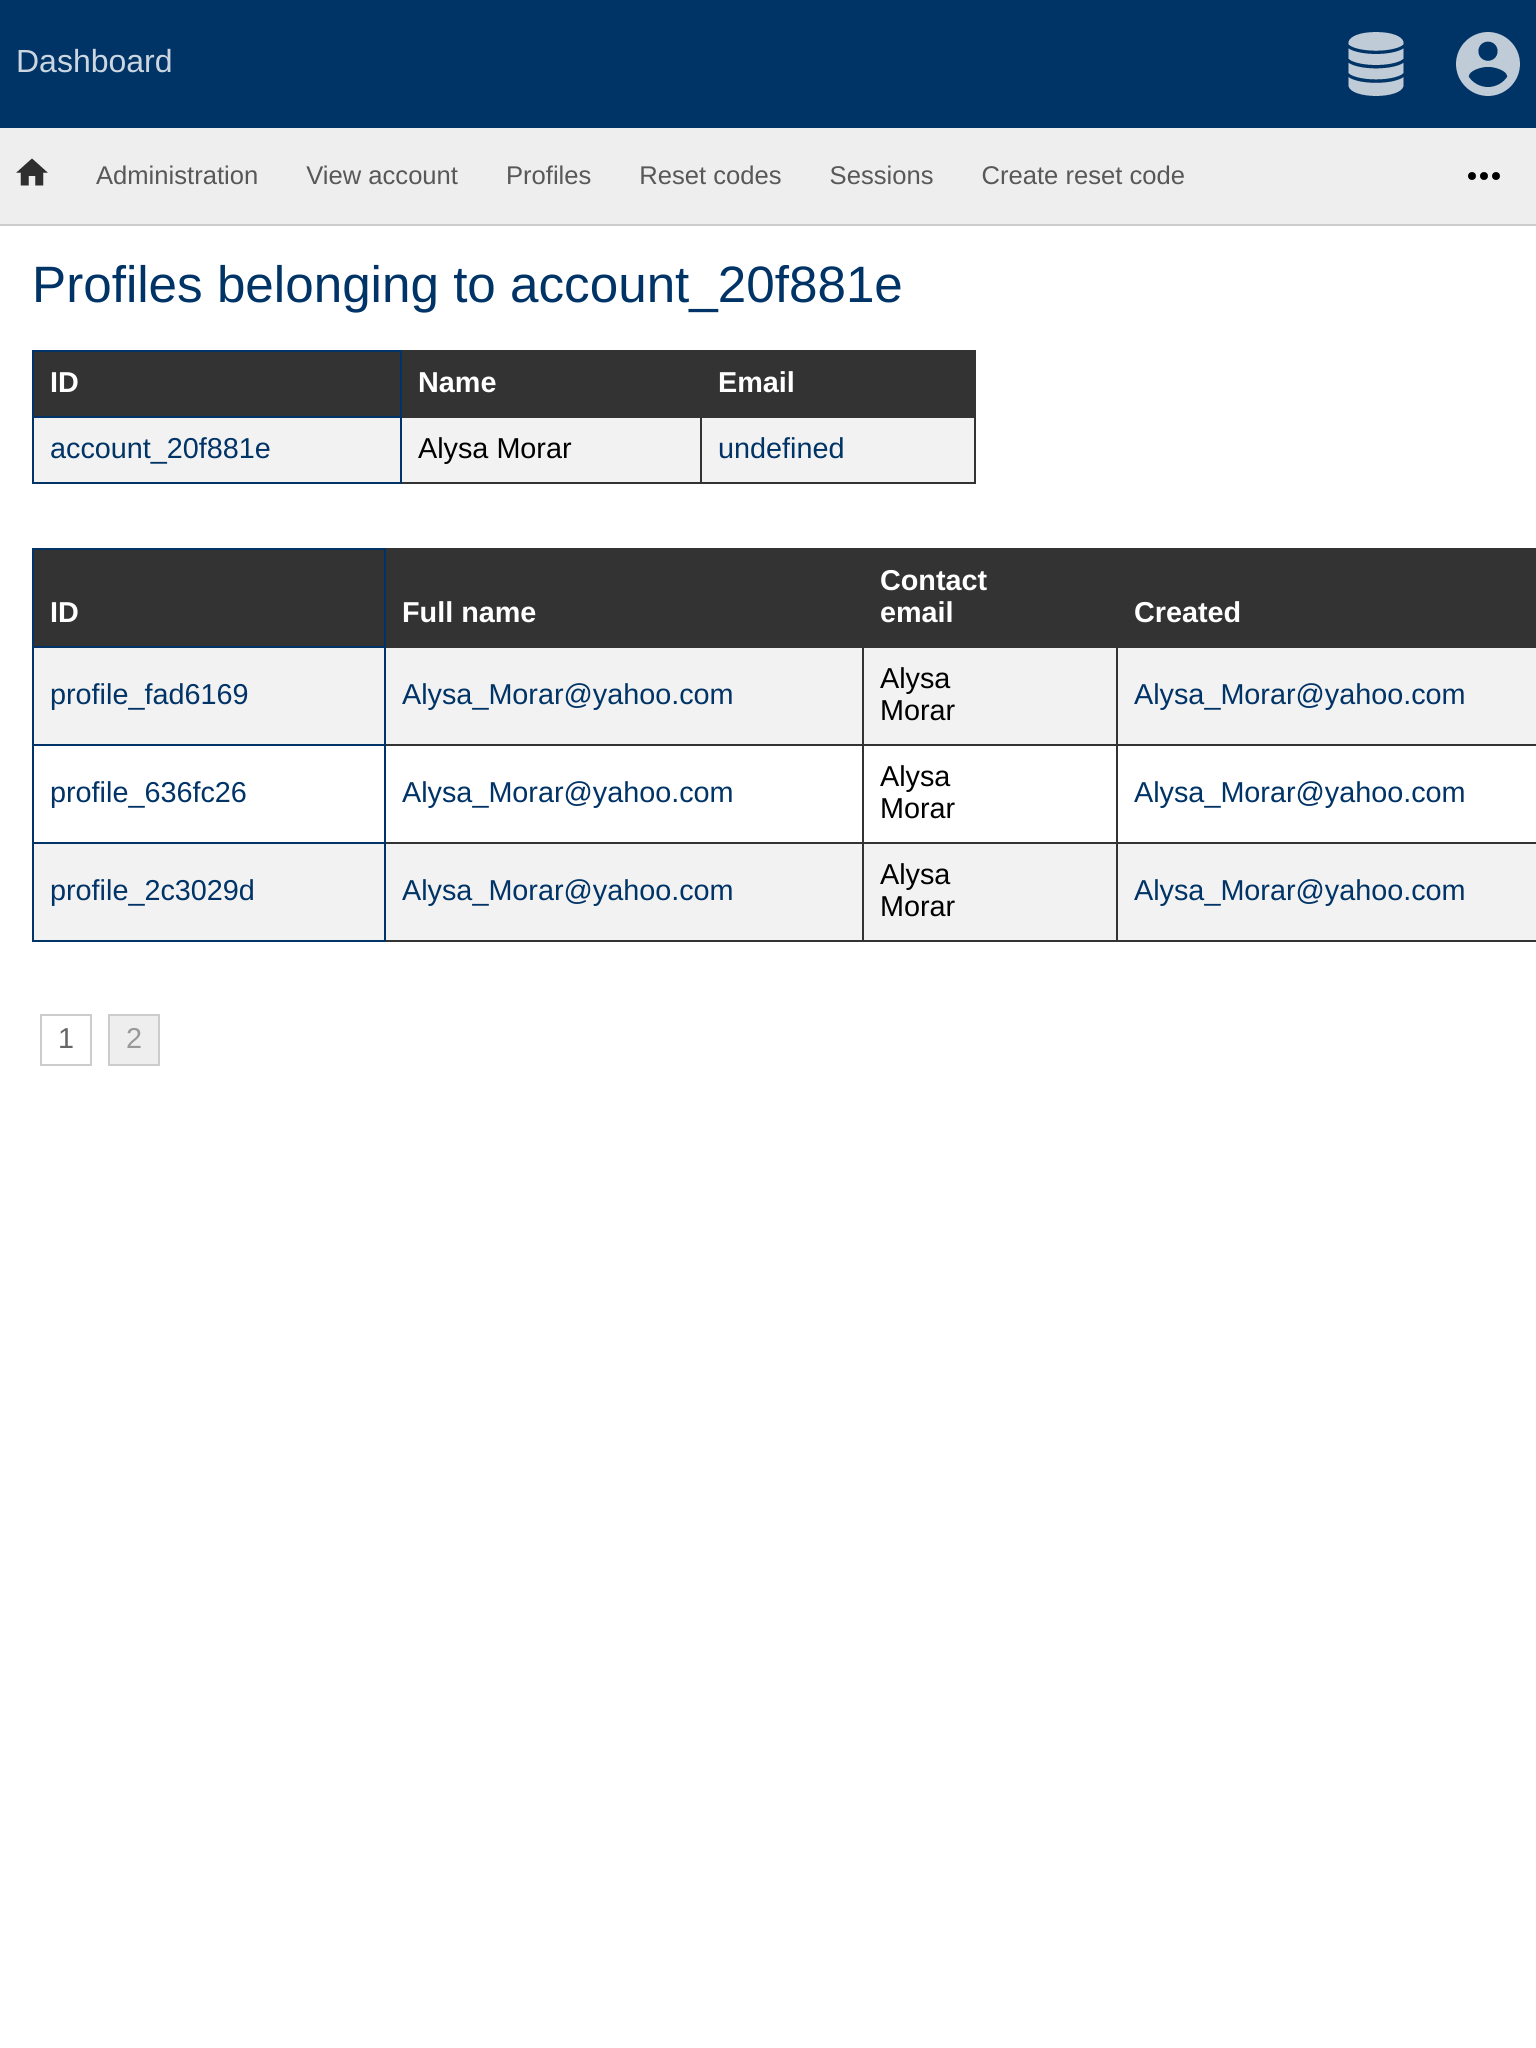 Dashboard
Administration View account Profiles Reset codes Sessions Create reset code
Profiles belonging to account_20f881e
ID Name Email
account_20f881e Alysa Morar undefined
ID Full name Contact email Created
profile_fad6169 Alysa_Morar@yahoo.com Alysa Morar Alysa_Morar@yahoo.com
profile_636fc26 Alysa_Morar@yahoo.com Alysa Morar Alysa_Morar@yahoo.com
profile_2c3029d Alysa_Morar@yahoo.com Alysa Morar Alysa_Morar@yahoo.com
1 2